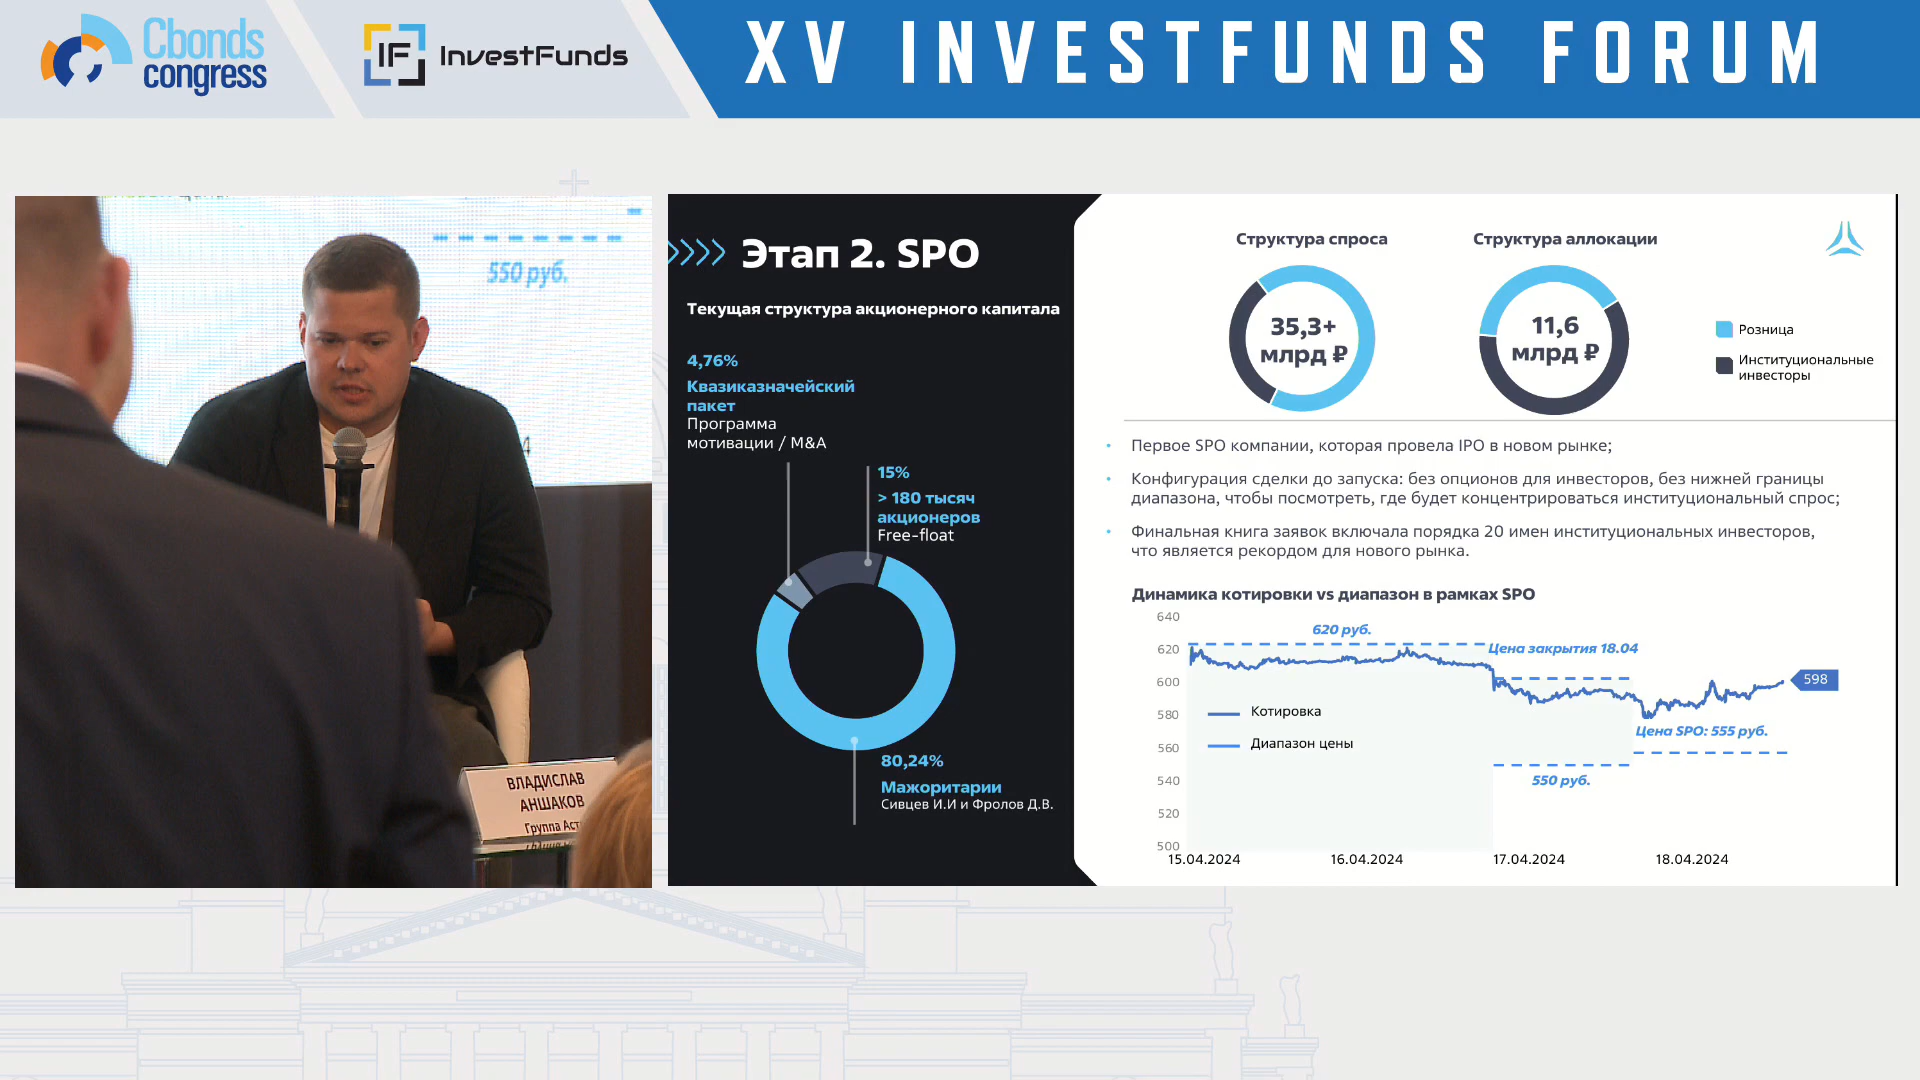 Cbonds
congress
IF InvestFunds
XV INVESTFUNDS FORUM
550 руб.
4
ВЛАДИСЛАВ
АНШАКОВ
Группа Аст
Этап 2. SPO
Текущая структура акционерного капитала
4,76%
Квазиказначейский
пакет
Программа
мотивации / M&A
15%
> 180 тысяч
акционеров
Free-float
80,24%
Мажоритарии
Сивцев И.И и Фролов Д.В.
Структура спроса
35,3+
млрд ₽
Структура аллокации
11,6
млрд ₽
Розница
Институциональные
инвесторы
• Первое SPO компании, которая провела IPO в новом рынке;
• Конфигурация сделки до запуска: без опционов для инвесторов, без нижней границы
диапазона, чтобы посмотреть, где будет концентрироваться институциональный спрос;
• Финальная книга заявок включала порядка 20 имен институциональных инвесторов,
что является рекордом для нового рынка.
Динамика котировки vs диапазон в рамках SPO
640
620
600
580
560
540
520
500
620 руб.
Цена закрытия 18.04
598
Котировка
Диапазон цены
Цена SPO: 555 руб.
550 руб.
15.04.2024
16.04.2024
17.04.2024
18.04.2024